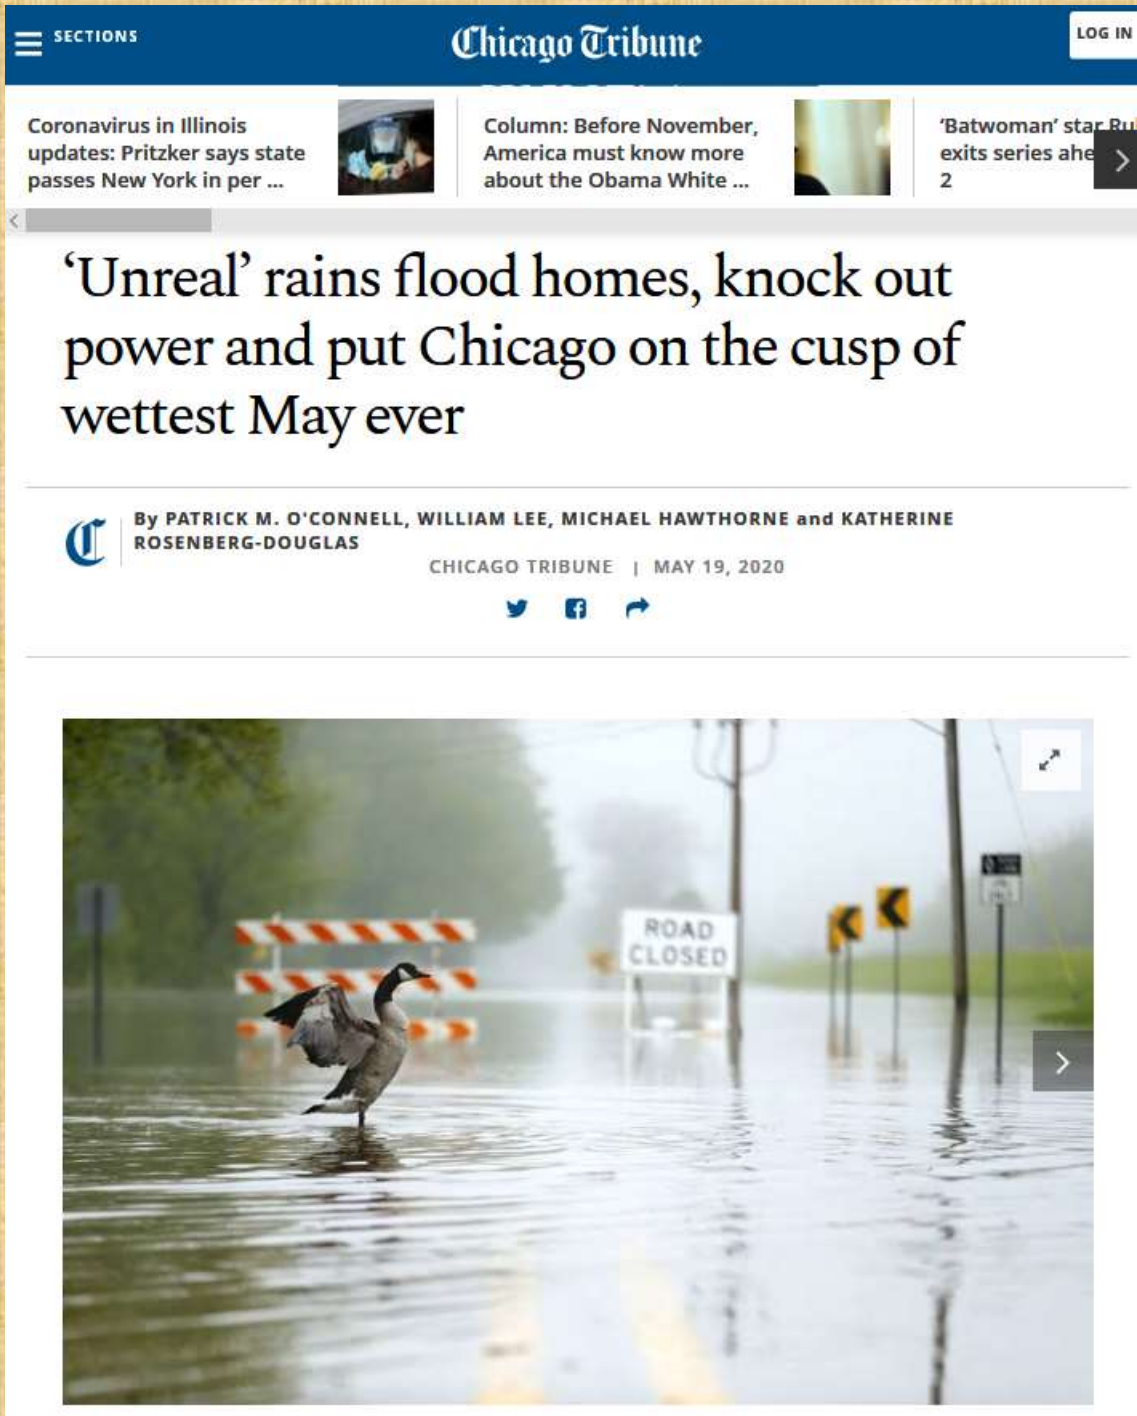 SECTIONS
Chicago Tribune
LOG IN
Coronavirus in Illinois
updates: Pritzker says state
passes New York in per ...
Column: Before November,
America must know more
about the Obama White ...
‘Batwoman’ star Ru
exits series ahe
2
‘Unreal’ rains flood homes, knock out
power and put Chicago on the cusp of
wettest May ever
C
By PATRICK M. O'CONNELL, WILLIAM LEE, MICHAEL HAWTHORNE and KATHERINE
ROSENBERG-DOUGLAS
CHICAGO TRIBUNE | MAY 19, 2020
ROAD
CLOSED